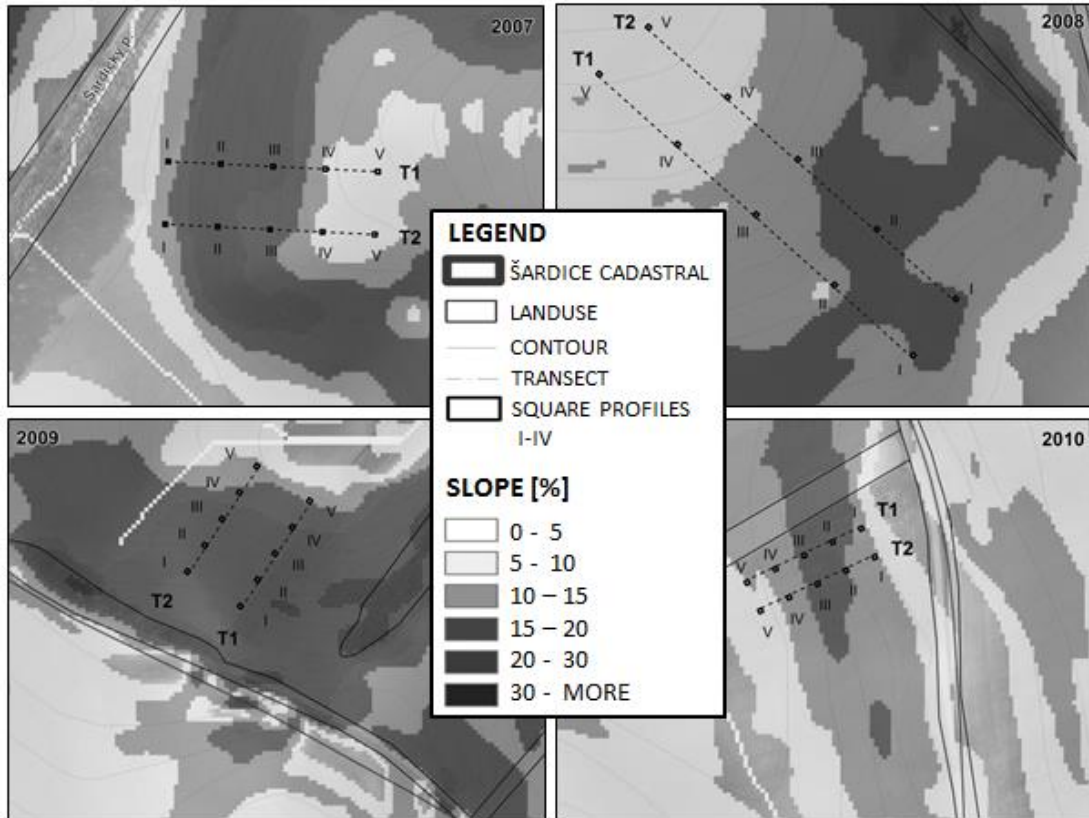 2007
Šardický p.
I II III IV V T1
I II III IV V T2
2008
T2 V
T1 V
IV
IV
III
III
II
II
I
I
LEGEND
ŠARDICE CADASTRAL
LANDUSE
CONTOUR
TRANSECT
SQUARE PROFILES
I-IV
SLOPE [%]
0 - 5
5 - 10
10 – 15
15 – 20
20 - 30
30 - MORE
2009
V
IV
III
II
I
T2
V
IV
III
II
I
T1
2010
I T1
II
III
IV
V
T2
I
II
III
IV
V